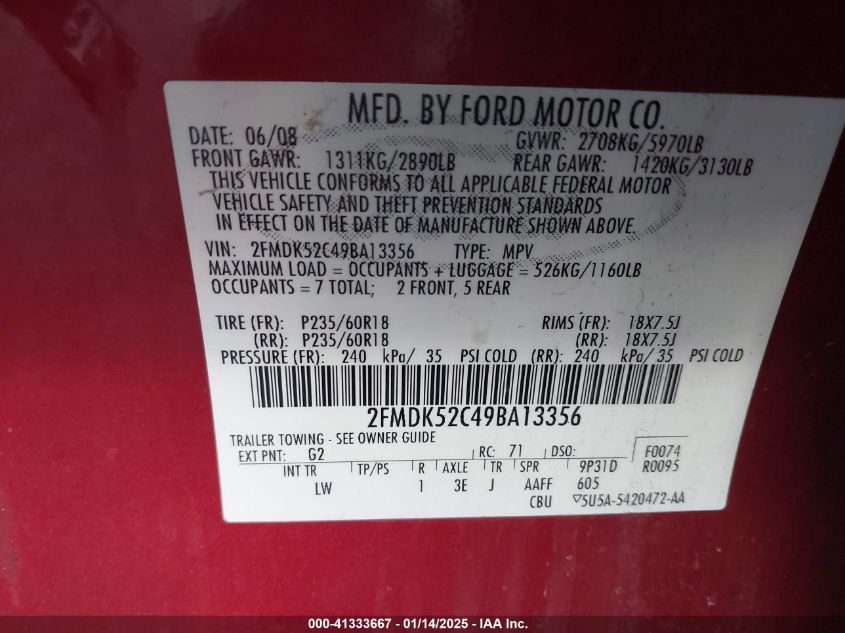 MFD. BY FORD MOTOR CO.
DATE: 06/08 GVWR: 2708KG/5970LB
FRONT GAWR: 1311KG/2890LB REAR GAWR: 1420KG/3130LB
THIS VEHICLE CONFORMS TO ALL APPLICABLE FEDERAL MOTOR
VEHICLE SAFETY AND THEFT PREVENTION STANDARDS
IN EFFECT ON THE DATE OF MANUFACTURE SHOWN ABOVE.
VIN: 2FMDK52C49BA13356 TYPE: MPV
MAXIMUM LOAD = OCCUPANTS + LUGGAGE = 526KG/1160LB
OCCUPANTS = 7 TOTAL; 2 FRONT, 5 REAR
TIRE (FR): P235/60R18 RIMS (FR): 18X7.5J
(RR): P235/60R18 (RR): 18X7.5J
PRESSURE (FR): 240 kPa/ 35 PSI COLD (RR): 240 kPa/ 35 PSI COLD
2FMDK52C49BA13356
TRAILER TOWING - SEE OWNER GUIDE
EXT PNT: G2 RC: 71 DSO: F0074
INT TR TP/PS R AXLE TR SPR 9P31D R0095
LW 1 3E J AAFF 605
CBU ▽5U5A-5420472-AA
000-41333667 - 01/14/2025 - IAA Inc.